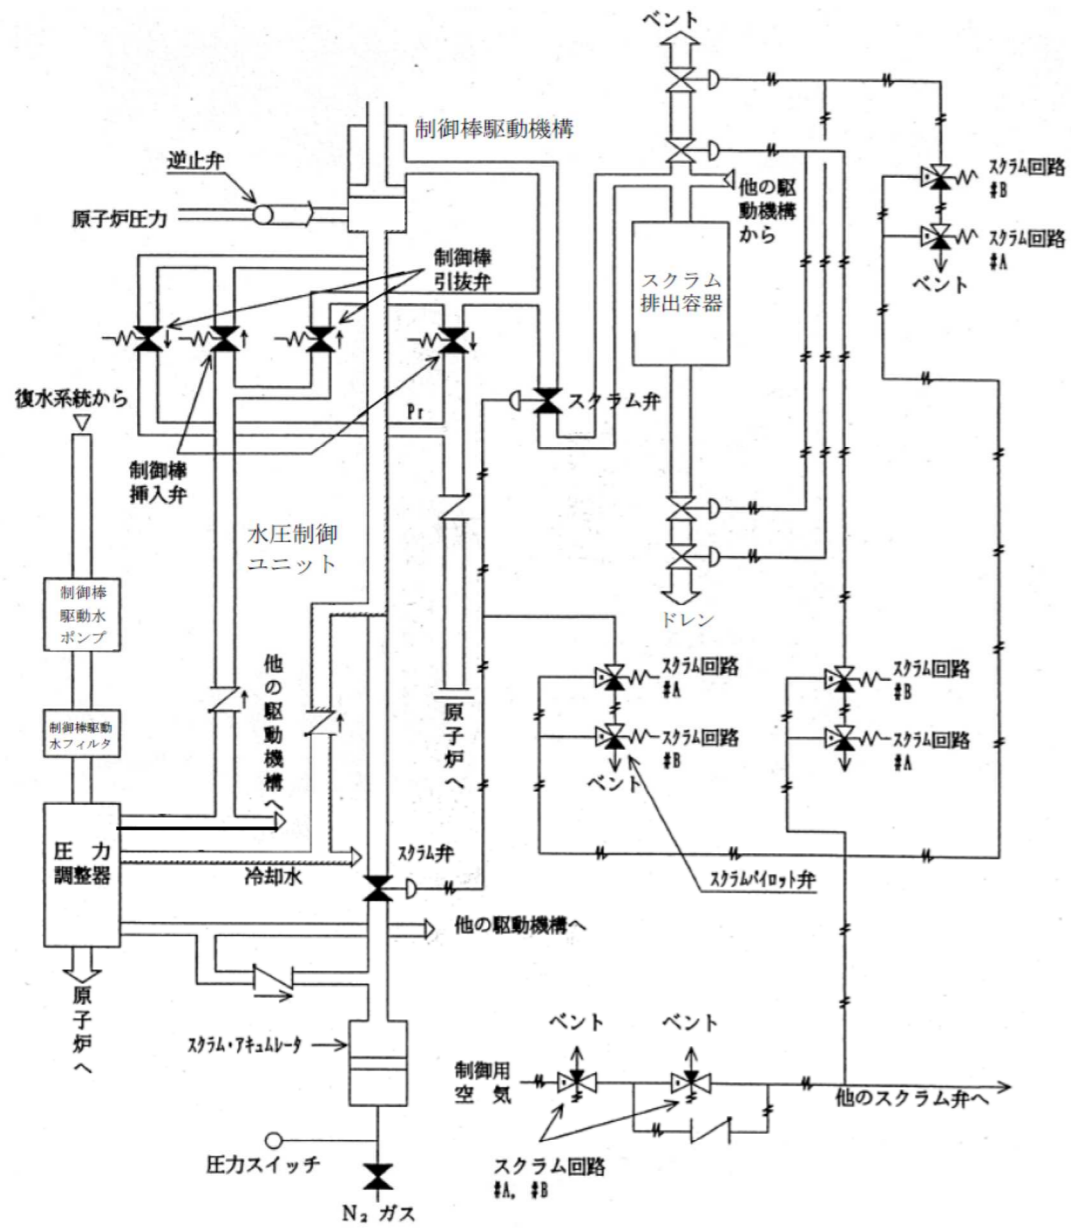 ベント
制御棒駆動機構
逆止弁
原子炉圧力
制御棒
引抜弁
他の駆
動機構
から
スクラム
排出容器
スクラム回路
#B
スクラム回路
#A
ベント
復水系統から
Pr
スクラム弁
制御棒
挿入弁
水圧制御
ユニット
制御棒
駆動水
ポンプ
ドレン
制御棒駆動
水フィルタ
他の駆動機構へ
原子炉へ
スクラム回路
#A
スクラム回路
#B
ベント
スクラム回路
#B
スクラム回路
#A
圧力
調整器
冷却水
スクラム弁
スクラムパイロット弁
他の駆動機構へ
原子炉へ
スクラム・アキュムレータ
ベント
ベント
制御用
空気
他のスクラム弁へ
圧力スイッチ
スクラム回路
#A, #B
N₂ ガス